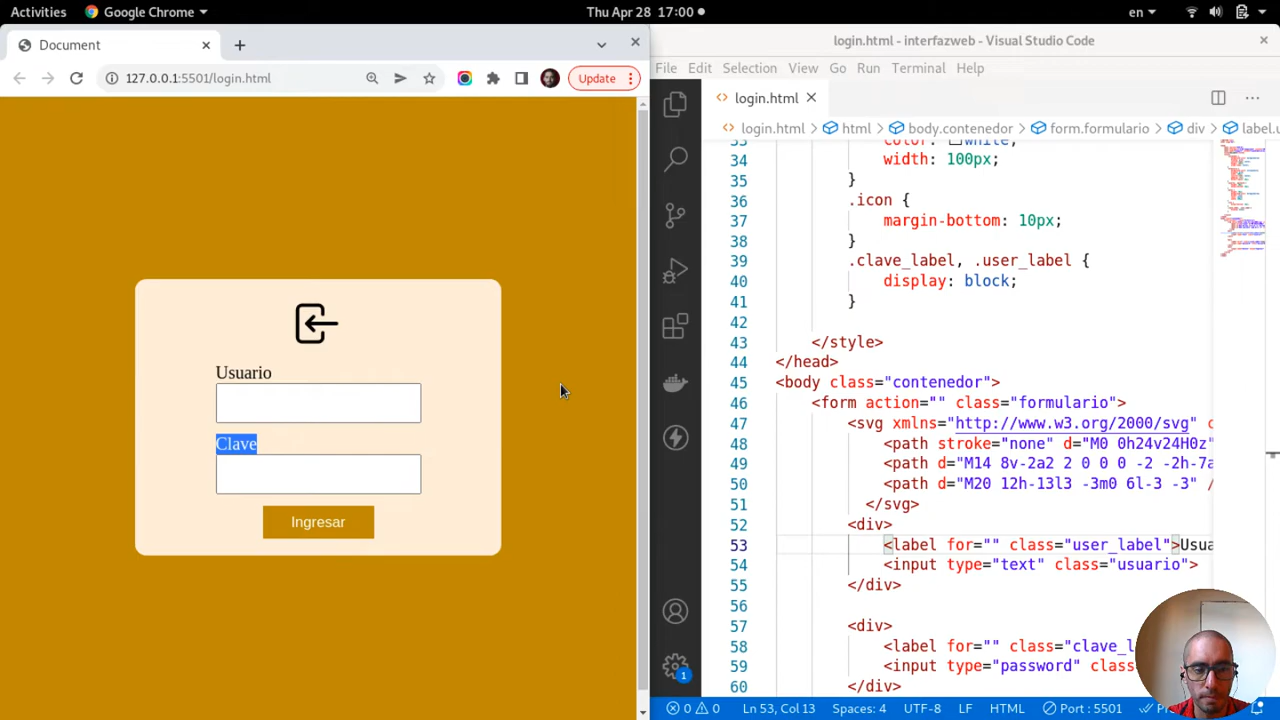 Activities
Google Chrome
Thu Apr 28 17:00
en
Document
127.0.0.1:5501/login.html
Update
Usuario
Clave
Ingresar
login.html - interfazweb - Visual Studio Code
File Edit Selection View Go Run Terminal Help
login.html
login.html > html > body.contenedor > form.formulario > div > label.u
33 color: white;
34 width: 100px;
35 }
36 .icon {
37 margin-bottom: 10px;
38 }
39 .clave_label, .user_label {
40 display: block;
41 }
42
43 </style>
44 </head>
45 <body class="contenedor">
46 <form action="" class="formulario">
47 <svg xmlns="http://www.w3.org/2000/svg" c
48 <path stroke="none" d="M0 0h24v24H0z"
49 <path d="M14 8v-2a2 2 0 0 0 -2 -2h-7a
50 <path d="M20 12h-13l3 -3m0 6l-3 -3" /
51 </svg>
52 <div>
53 <label for="" class="user_label">Usua
54 <input type="text" class="usuario">
55 </div>
56
57 <div>
58 <label for="" class="clave_l
59 <input type="password" class
60 </div>
1
0 0 Ln 53, Col 13 Spaces: 4 UTF-8 LF HTML Port : 5501